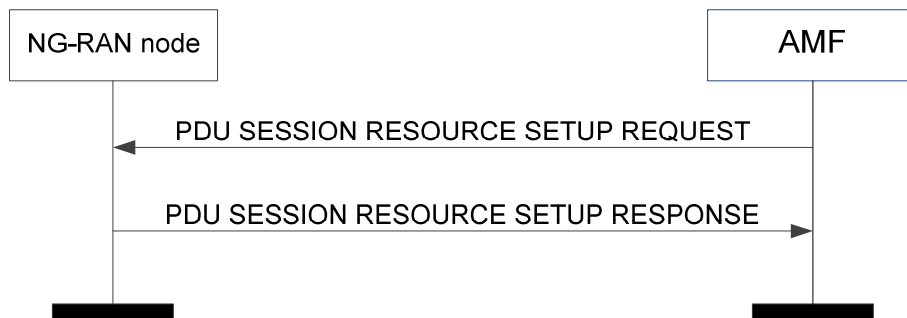 NG-RAN node
AMF
PDU SESSION RESOURCE SETUP REQUEST
PDU SESSION RESOURCE SETUP RESPONSE